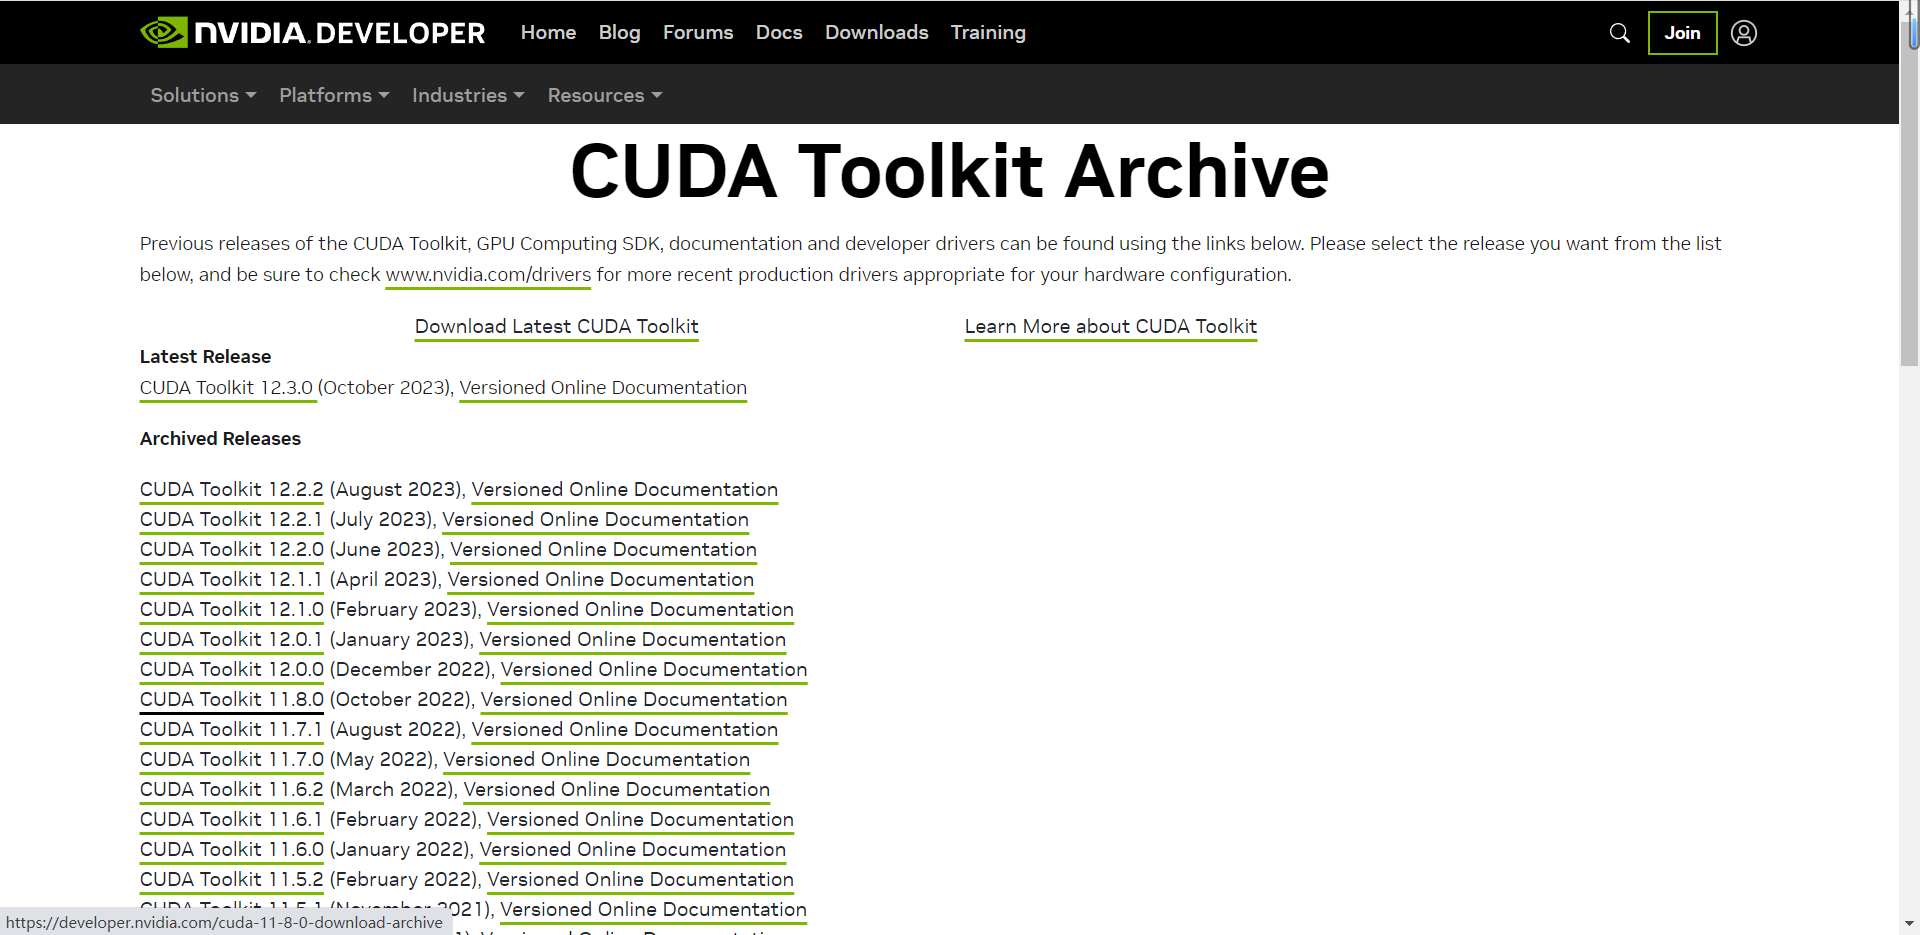 NVIDIA. DEVELOPER Home Blog Forums Docs Downloads Training Join
Solutions Platforms Industries Resources
CUDA Toolkit Archive
Previous releases of the CUDA Toolkit, GPU Computing SDK, documentation and developer drivers can be found using the links below. Please select the release you want from the list
below, and be sure to check www.nvidia.com/drivers for more recent production drivers appropriate for your hardware configuration.
Download Latest CUDA Toolkit Learn More about CUDA Toolkit
Latest Release
CUDA Toolkit 12.3.0 (October 2023), Versioned Online Documentation
Archived Releases
CUDA Toolkit 12.2.2 (August 2023), Versioned Online Documentation
CUDA Toolkit 12.2.1 (July 2023), Versioned Online Documentation
CUDA Toolkit 12.2.0 (June 2023), Versioned Online Documentation
CUDA Toolkit 12.1.1 (April 2023), Versioned Online Documentation
CUDA Toolkit 12.1.0 (February 2023), Versioned Online Documentation
CUDA Toolkit 12.0.1 (January 2023), Versioned Online Documentation
CUDA Toolkit 12.0.0 (December 2022), Versioned Online Documentation
CUDA Toolkit 11.8.0 (October 2022), Versioned Online Documentation
CUDA Toolkit 11.7.1 (August 2022), Versioned Online Documentation
CUDA Toolkit 11.7.0 (May 2022), Versioned Online Documentation
CUDA Toolkit 11.6.2 (March 2022), Versioned Online Documentation
CUDA Toolkit 11.6.1 (February 2022), Versioned Online Documentation
CUDA Toolkit 11.6.0 (January 2022), Versioned Online Documentation
CUDA Toolkit 11.5.2 (February 2022), Versioned Online Documentation
CUDA Toolkit 11.5.1 (November 2021), Versioned Online Documentation
https://developer.nvidia.com/cuda-11-8-0-download-archive